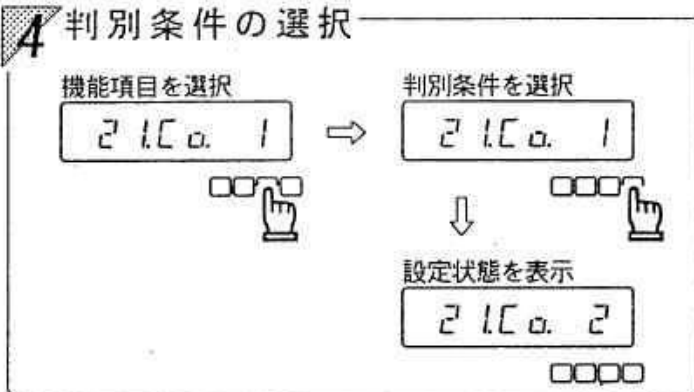 4 判別条件の選択
機能項目を選択
21.Co. 1
判別条件を選択
21.Co. 1
設定状態を表示
21.Co. 2